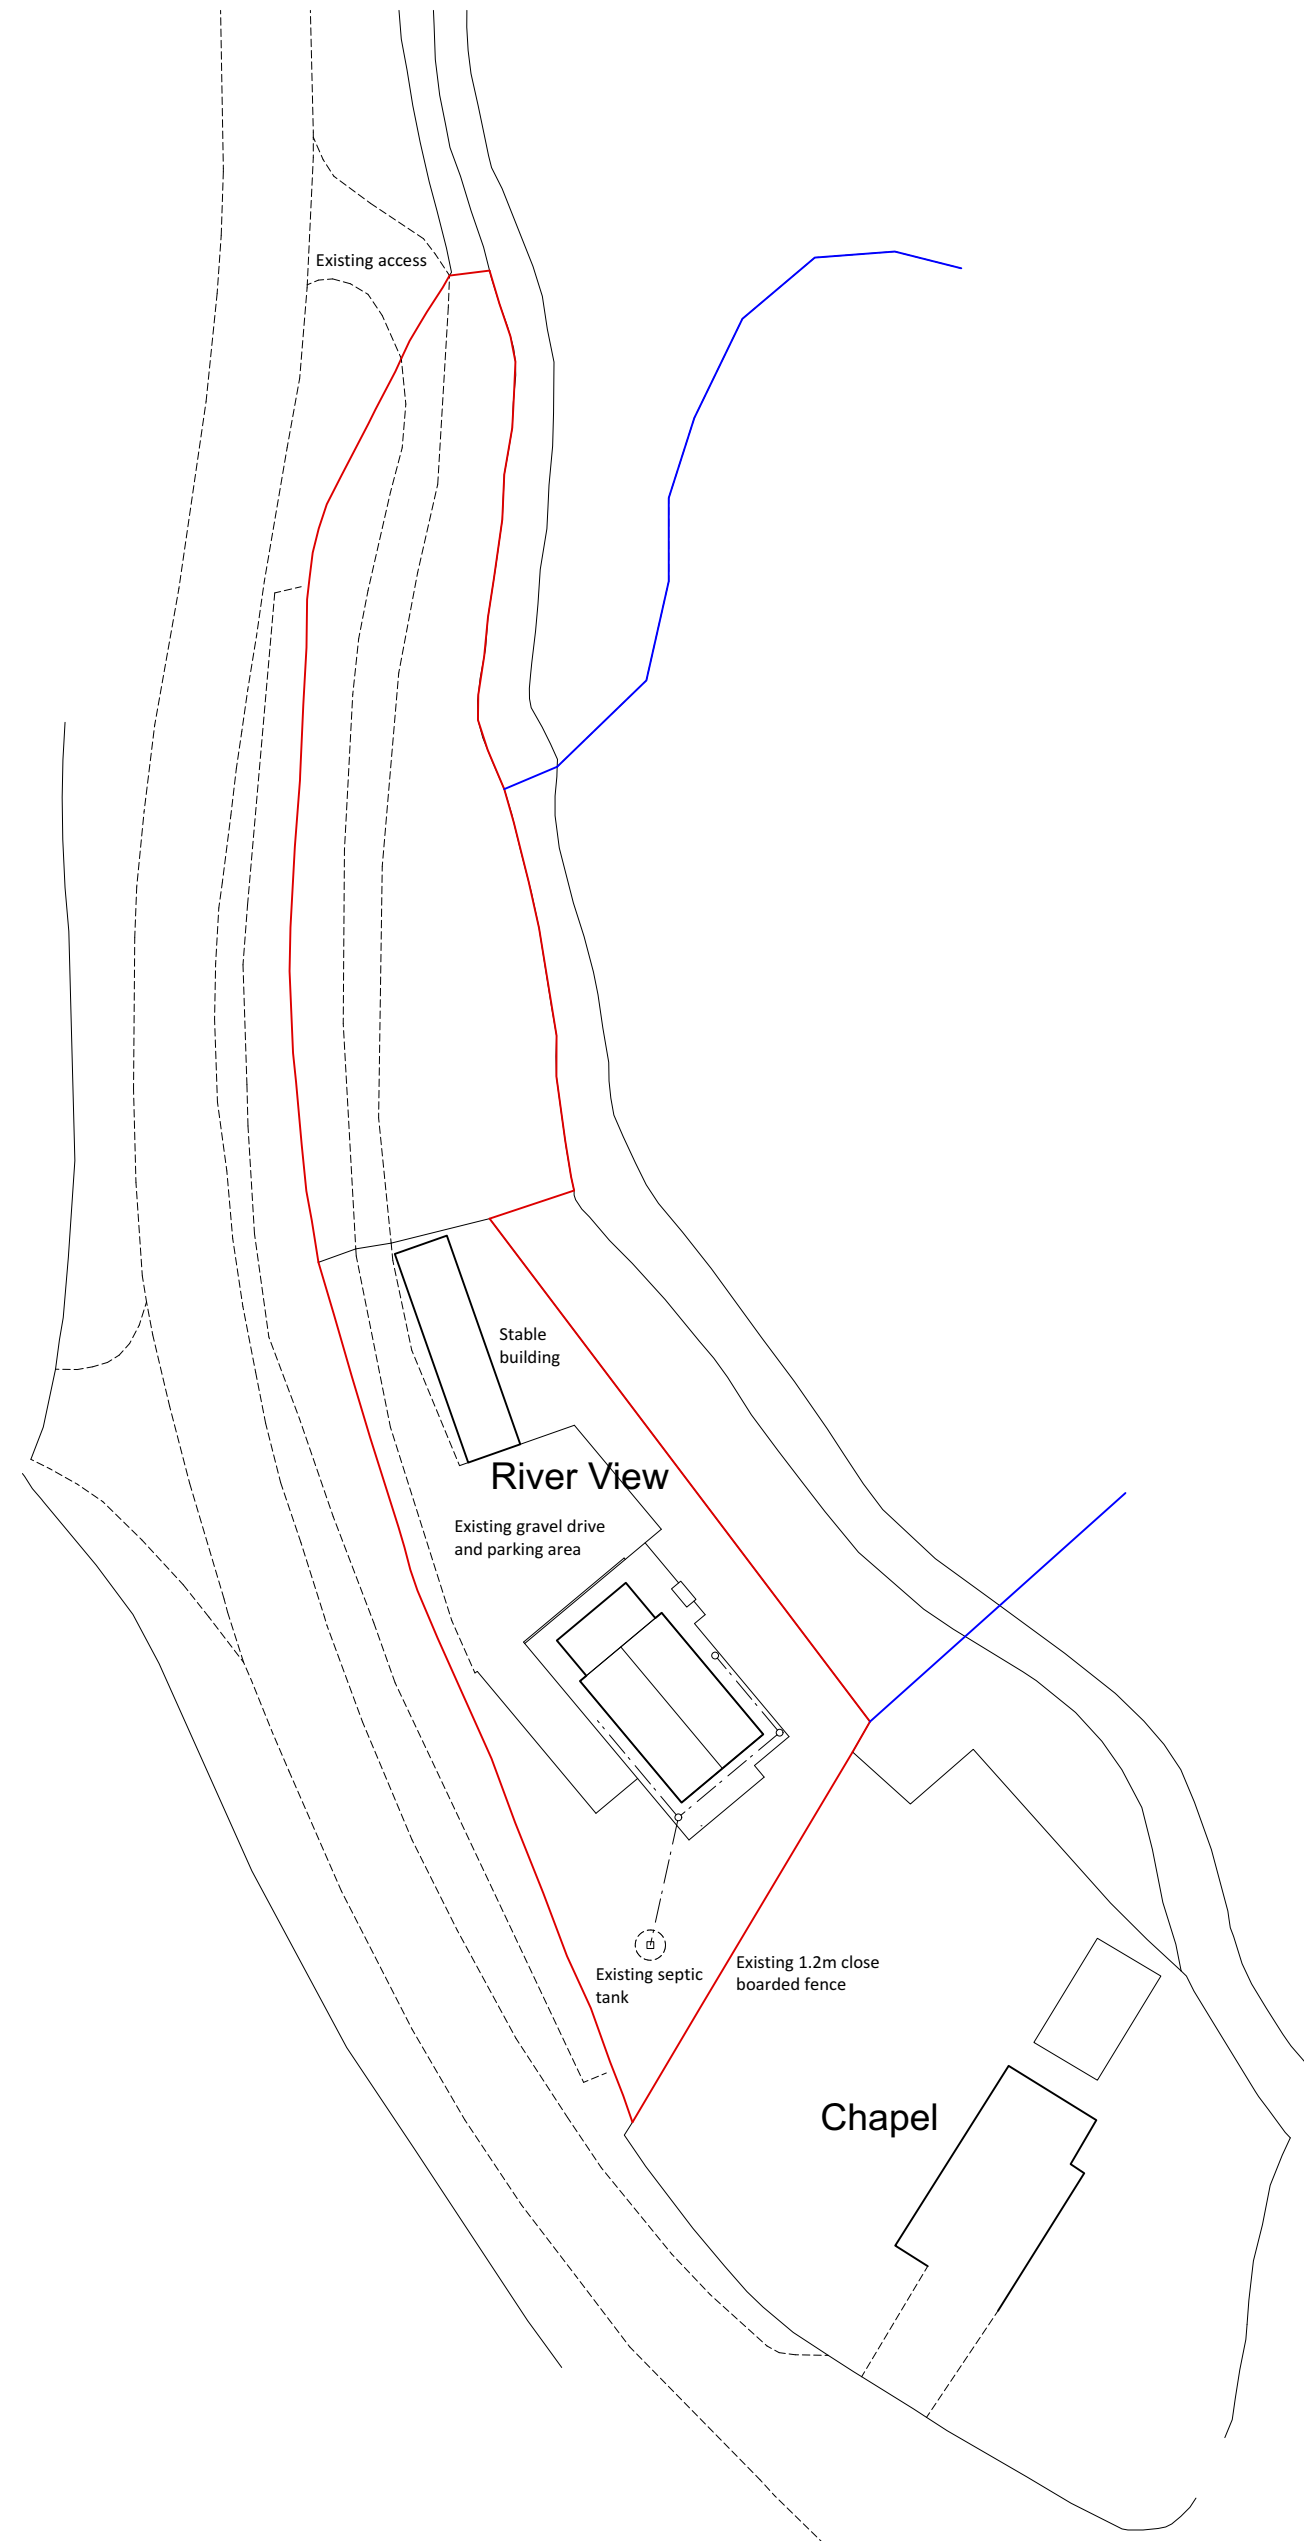 Existing access
Stable
building
River View
Existing gravel drive
and parking area
Existing septic
tank
Existing 1.2m close
boarded fence
Chapel